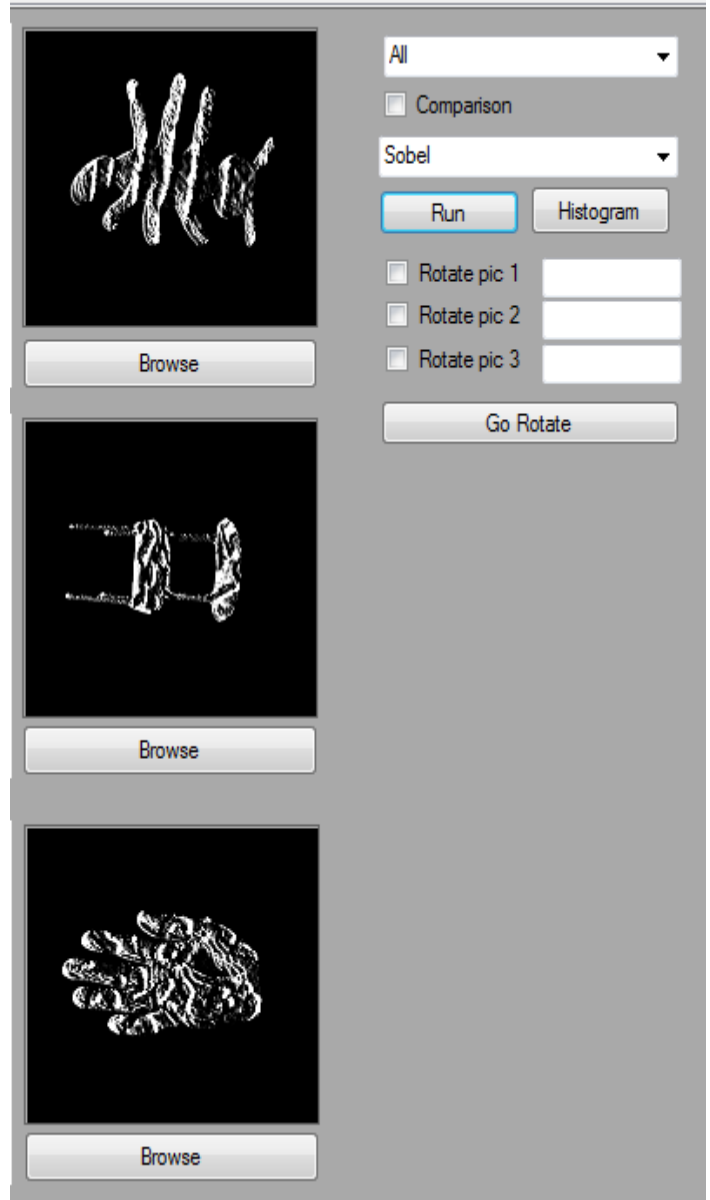 All
Comparison
Sobel
Run Histogram
Rotate pic 1
Rotate pic 2
Rotate pic 3
Go Rotate
Browse
Browse
Browse